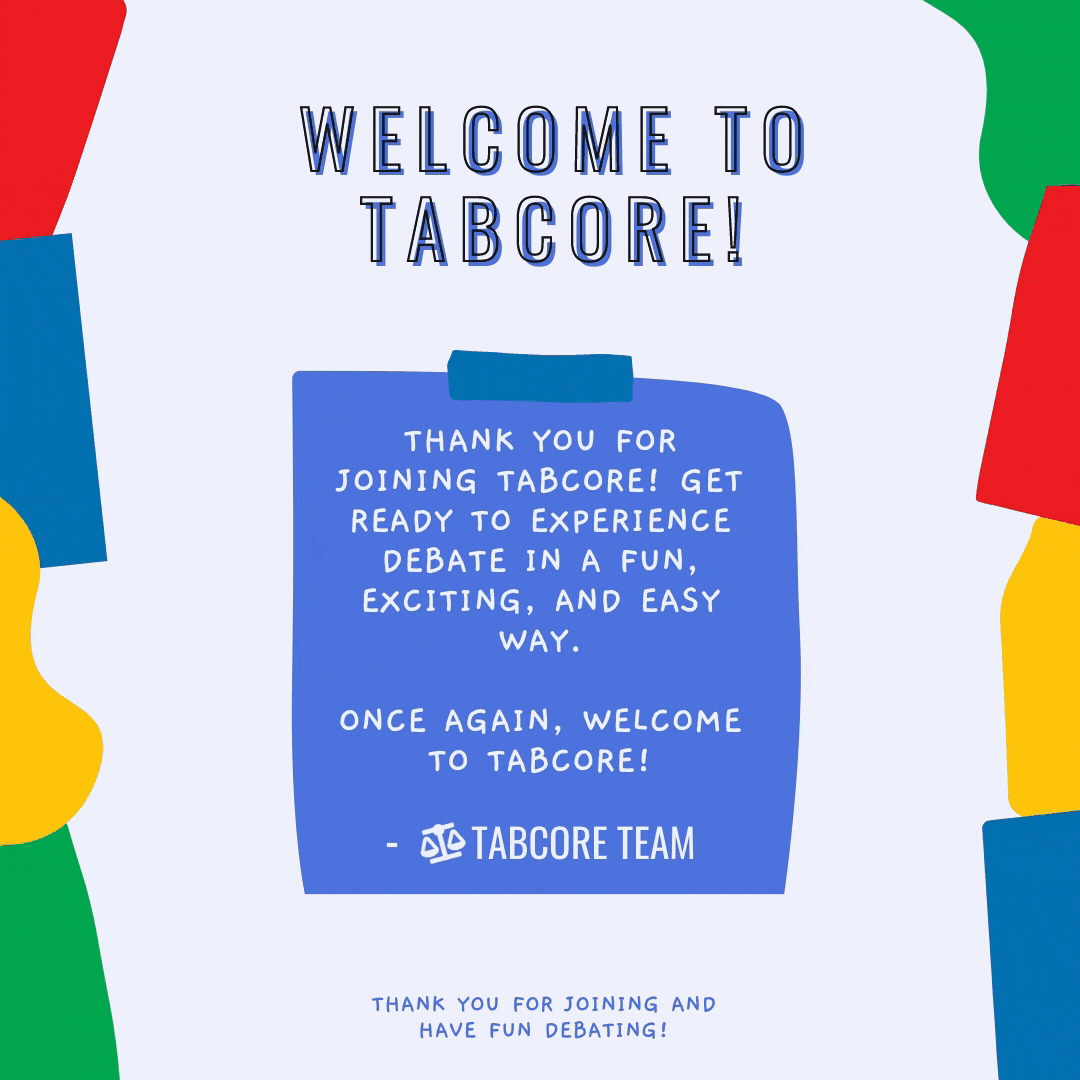 WELCOME TO
TABCORE!
THANK YOU FOR
JOINING TABCORE! GET
READY TO EXPERIENCE
DEBATE IN A FUN,
EXCITING, AND EASY
WAY.
ONCE AGAIN, WELCOME
TO TABCORE!
- TABCORE TEAM
THANK YOU FOR JOINING AND
HAVE FUN DEBATING!